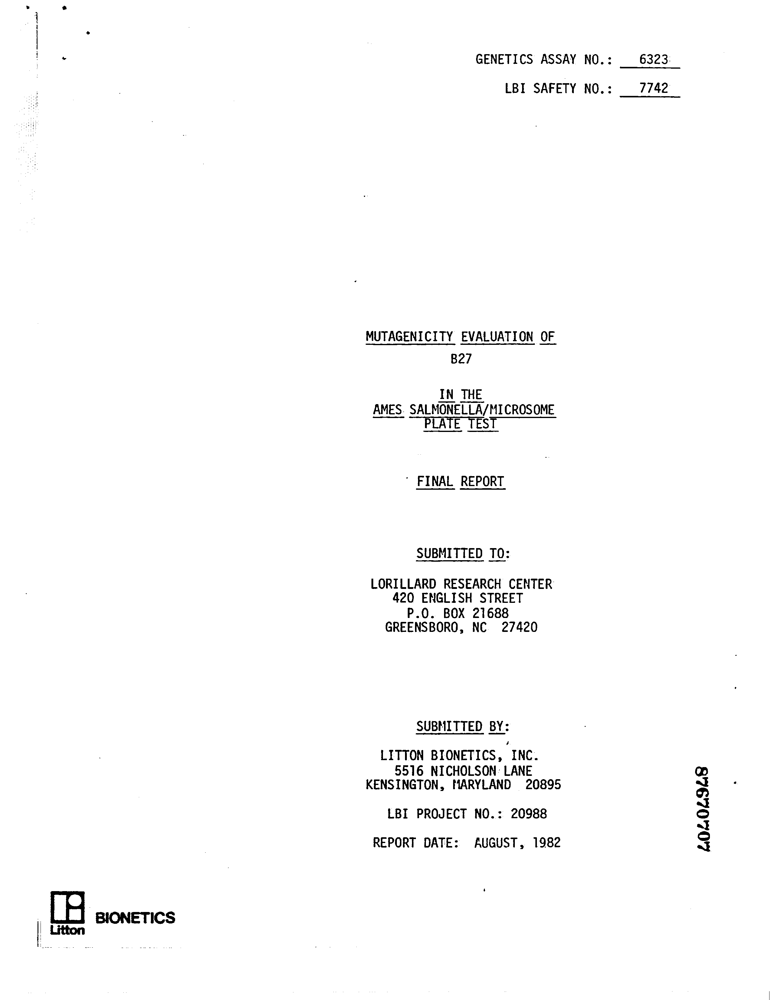 GENETICS ASSAY NO.: 6323
LBI SAFETY NO.: 7742
MUTAGENICITY EVALUATION OF
B27
IN THE
AMES SALMONELLA/MICROSOME
PLATE TEST
FINAL REPORT
SUBMITTED TO:
LORILLARD RESEARCH CENTER
420 ENGLISH STREET
P.O. BOX 21688
GREENSBORO, NC 27420
SUBMITTED BY:
LITTON BIONETICS, INC.
5516 NICHOLSON LANE
KENSINGTON, MARYLAND 20895
LBI PROJECT NO.: 20988
REPORT DATE: AUGUST, 1982
87670707
BIONETICS
Litton